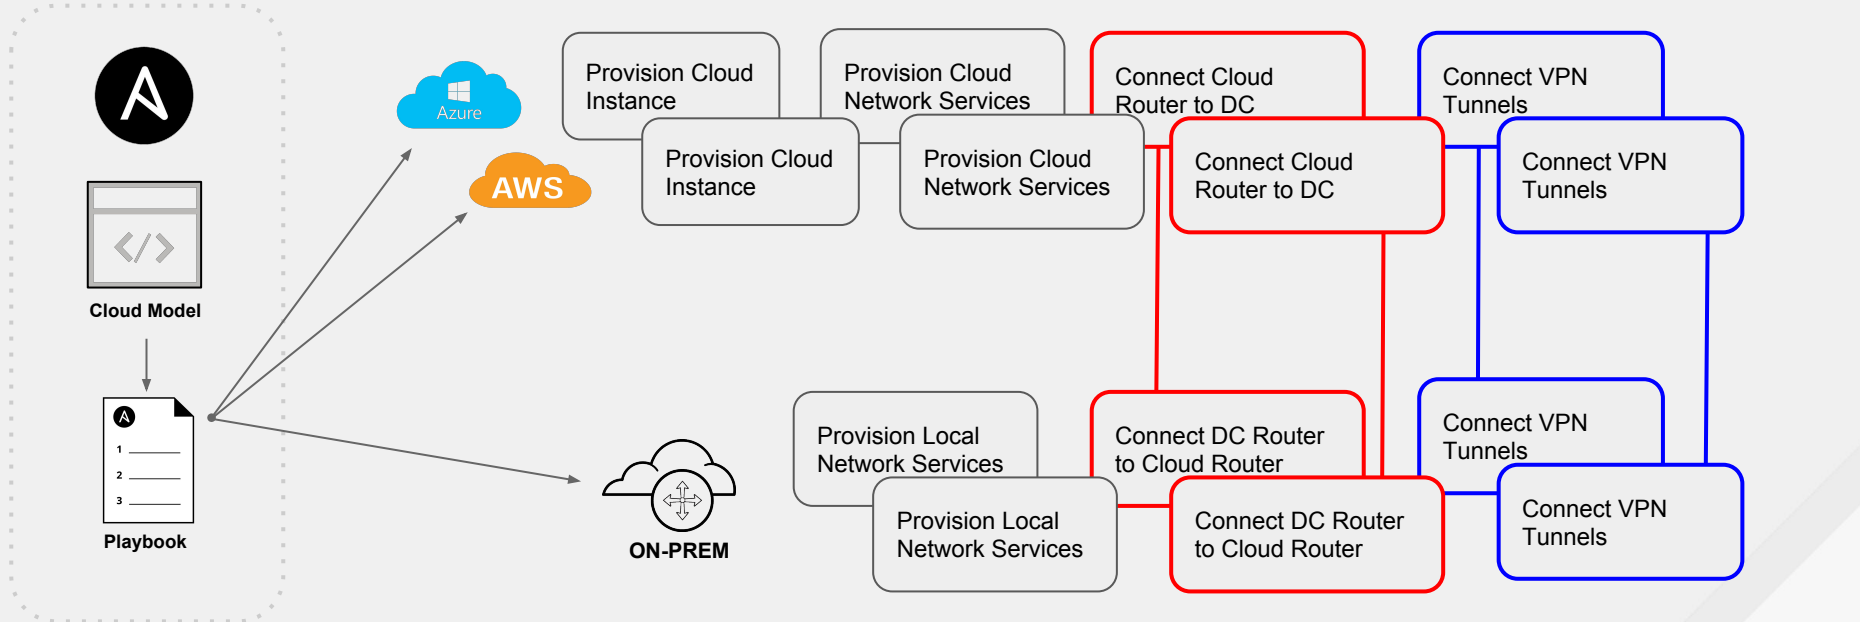 Cloud Model
1
2
3
Playbook
Azure
AWS
ON-PREM
Provision Cloud
Instance
Provision Cloud
Instance
Provision Cloud
Network Services
Provision Cloud
Network Services
Connect Cloud
Router to DC
Connect Cloud
Router to DC
Connect VPN
Tunnels
Connect VPN
Tunnels
Provision Local
Network Services
Provision Local
Network Services
Connect DC Router
to Cloud Router
Connect DC Router
to Cloud Router
Connect VPN
Tunnels
Connect VPN
Tunnels